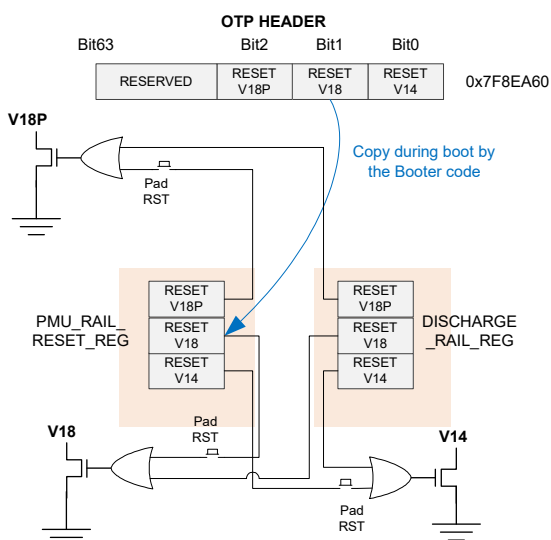 OTP HEADER
Bit63
Bit2
Bit1
Bit0
RESERVED
RESET
V18P
RESET
V18
RESET
V14
0x7F8EA60
V18P
Copy during boot by
the Booter code
Pad
RST
PMU_RAIL_
RESET_REG
RESET
V18P
RESET
V18
RESET
V14
RESET
V18P
RESET
V18
RESET
V14
DISCHARGE
_RAIL_REG
V18
Pad
RST
V14
Pad
RST